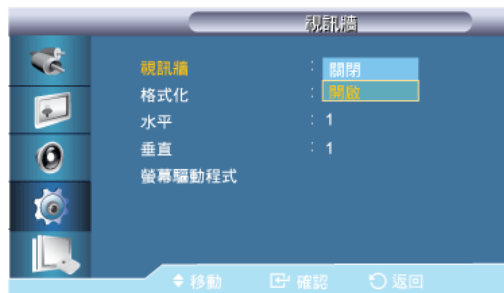 視訊牆
視訊牆 : 關閉
格式化 : 開啟
水平 : 1
垂直 : 1
螢幕驅動程式
移動 確認 返回